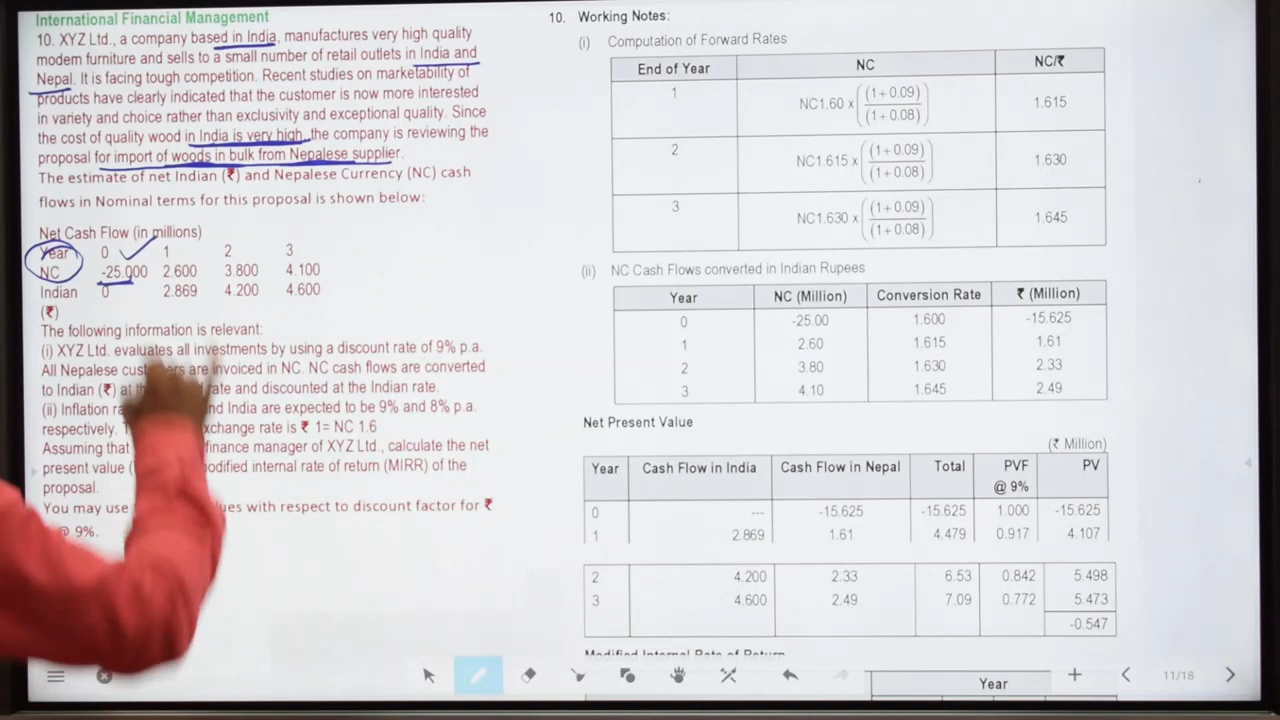 International Financial Management
10. XYZ Ltd., a company based in India, manufactures very high quality
modem furniture and sells to a small number of retail outlets in India and
Nepal. It is facing tough competition. Recent studies on marketability of
products have clearly indicated that the customer is now more interested
in variety and choice rather than exclusivity and exceptional quality. Since
the cost of quality wood in India is very high, the company is reviewing the
proposal for import of woods in bulk from Nepalese supplier.
The estimate of net Indian (₹) and Nepalese Currency (NC) cash
flows in Nominal terms for this proposal is shown below:
Net Cash Flow (in millions)
Year 0 1 2 3
NC -25.000 2.600 3.800 4.100
Indian 0 2.869 4.200 4.600
(₹)
The following information is relevant:
(i) XYZ Ltd. evaluates all investments by using a discount rate of 9% p.a.
All Nepalese customers are invoiced in NC. NC cash flows are converted
to Indian (₹) at the rate and discounted at the Indian rate.
(ii) Inflation and India are expected to be 9% and 8% p.a.
respectively. exchange rate is ₹ 1= NC 1.6
Assuming that finance manager of XYZ Ltd., calculate the net
present value modified internal rate of return (MIRR) of the
proposal.
You may use with respect to discount factor for ₹
@ 9%.
10. Working Notes:
(i) Computation of Forward Rates
End of Year NC NC/₹
1 NC1.60 x ((1+0.09)/(1+0.08)) 1.615
2 NC1.615 x ((1+0.09)/(1+0.08)) 1.630
3 NC1.630 x ((1+0.09)/(1+0.08)) 1.645
(ii) NC Cash Flows converted in Indian Rupees
Year NC (Million) Conversion Rate ₹ (Million)
0 -25.00 1.600 -15.625
1 2.60 1.615 1.61
2 3.80 1.630 2.33
3 4.10 1.645 2.49
Net Present Value
(₹ Million)
Year Cash Flow in India Cash Flow in Nepal Total PVF @ 9% PV
0 --- -15.625 -15.625 1.000 -15.625
1 2.869 1.61 4.479 0.917 4.107
2 4.200 2.33 6.53 0.842 5.498
3 4.600 2.49 7.09 0.772 5.473
-0.547
Modified Internal Rate of Return
Year
11/18